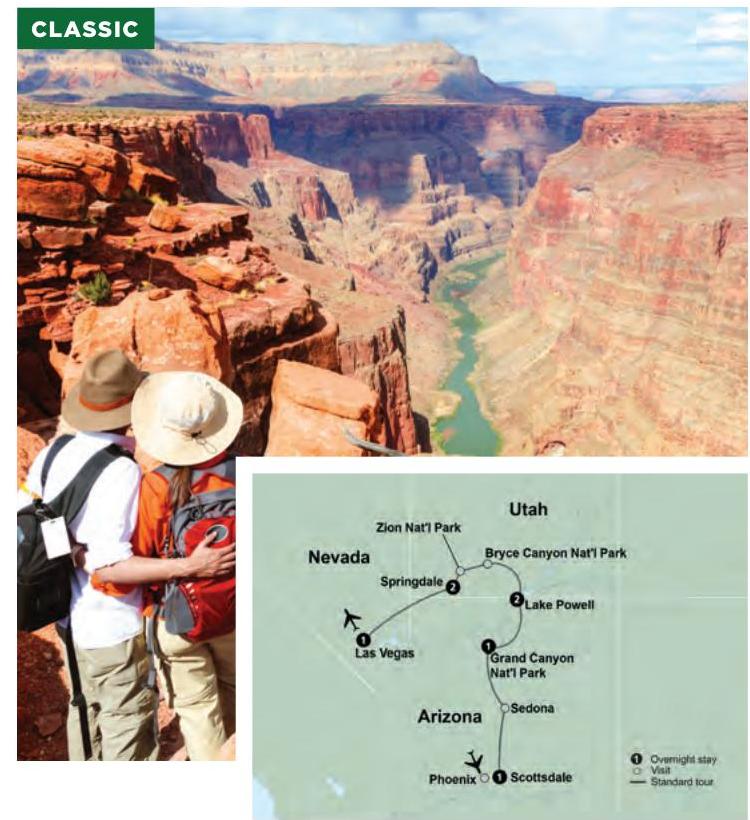 CLASSIC
Utah
Zion Nat'l Park
Nevada
Bryce Canyon Nat'l Park
Springdale
2
2
Lake Powell
1
Las Vegas
1
Grand Canyon
Nat'l Park
Arizona
Sedona
Phoenix
1
Scottsdale
1 Overnight stay
Visit
Standard tour